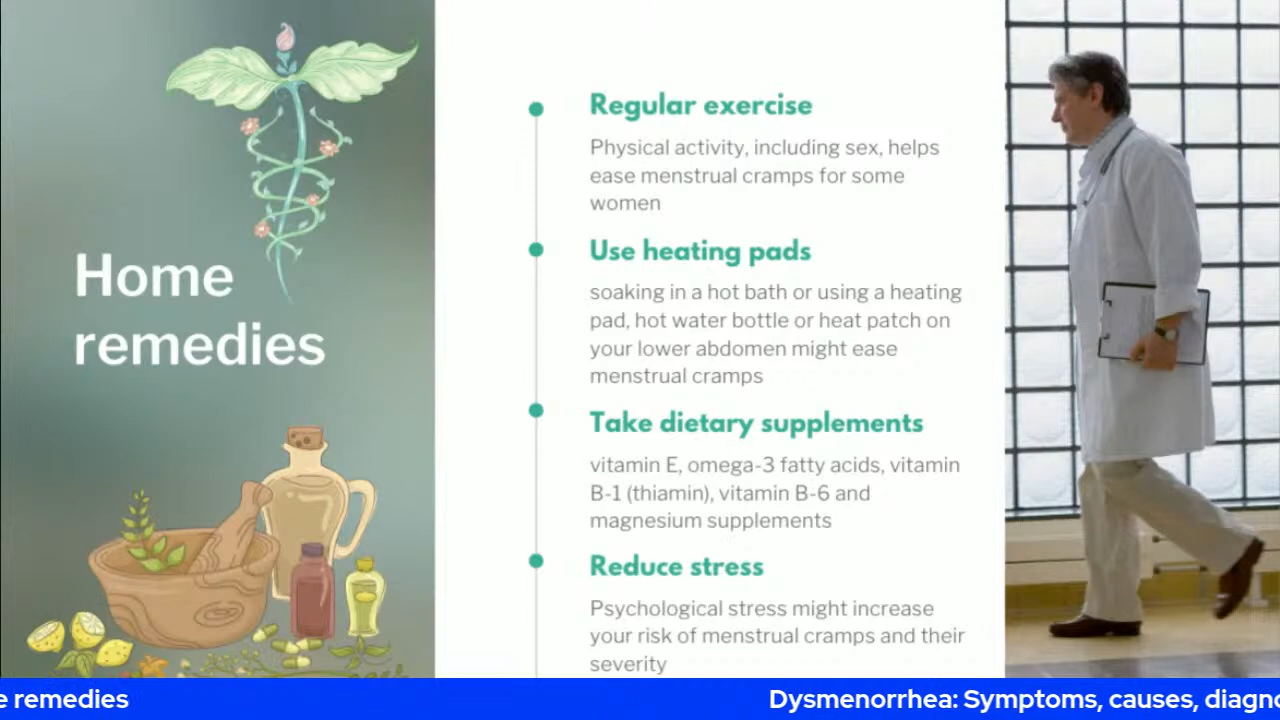 Home
remedies
Regular exercise
Physical activity, including sex, helps
ease menstrual cramps for some
women
Use heating pads
soaking in a hot bath or using a heating
pad, hot water bottle or heat patch on
your lower abdomen might ease
menstrual cramps
Take dietary supplements
vitamin E, omega-3 fatty acids, vitamin
B-1 (thiamin), vitamin B-6 and
magnesium supplements
Reduce stress
Psychological stress might increase
your risk of menstrual cramps and their
severity
e remedies
Dysmenorrhea: Symptoms, causes, diagno